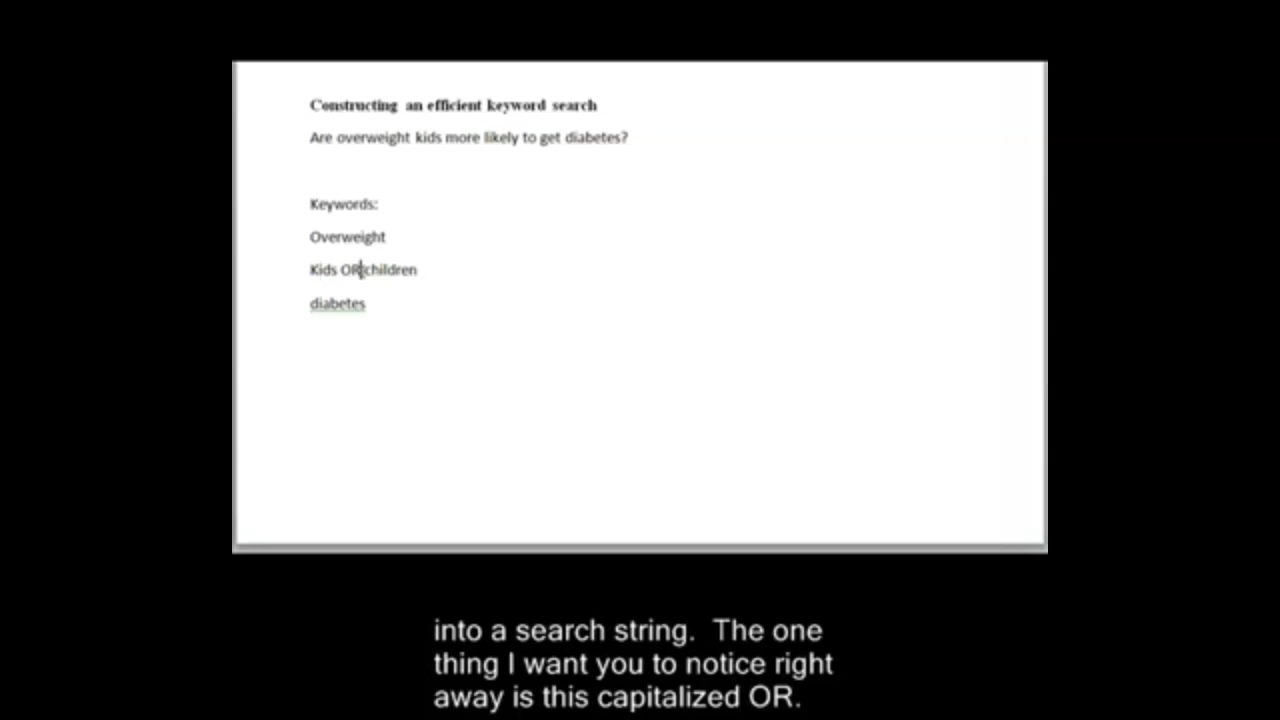 Constructing an efficient keyword search
Are overweight kids more likely to get diabetes?
Keywords:
Overweight
Kids OR children
diabetes
into a search string.  The one
thing I want you to notice right
away is this capitalized OR.